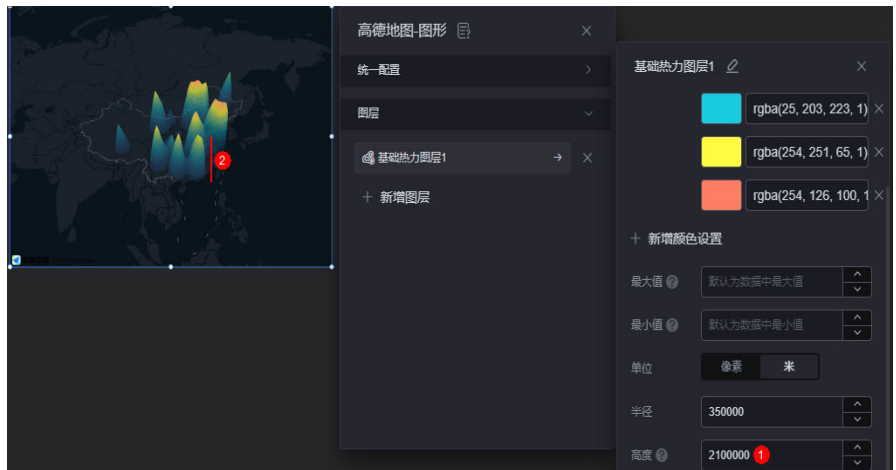 高德地图-图形
统一配置
图层
基础热力图层1
新增图层
2
基础热力图层1
rgba(25, 203, 223, 1)
rgba(254, 251, 65, 1)
rgba(254, 126, 100, 1
新增颜色设置
最大值
默认为数据中最大值
最小值
默认为数据中最小值
单位
像素
米
半径
350000
高度
2100000
1